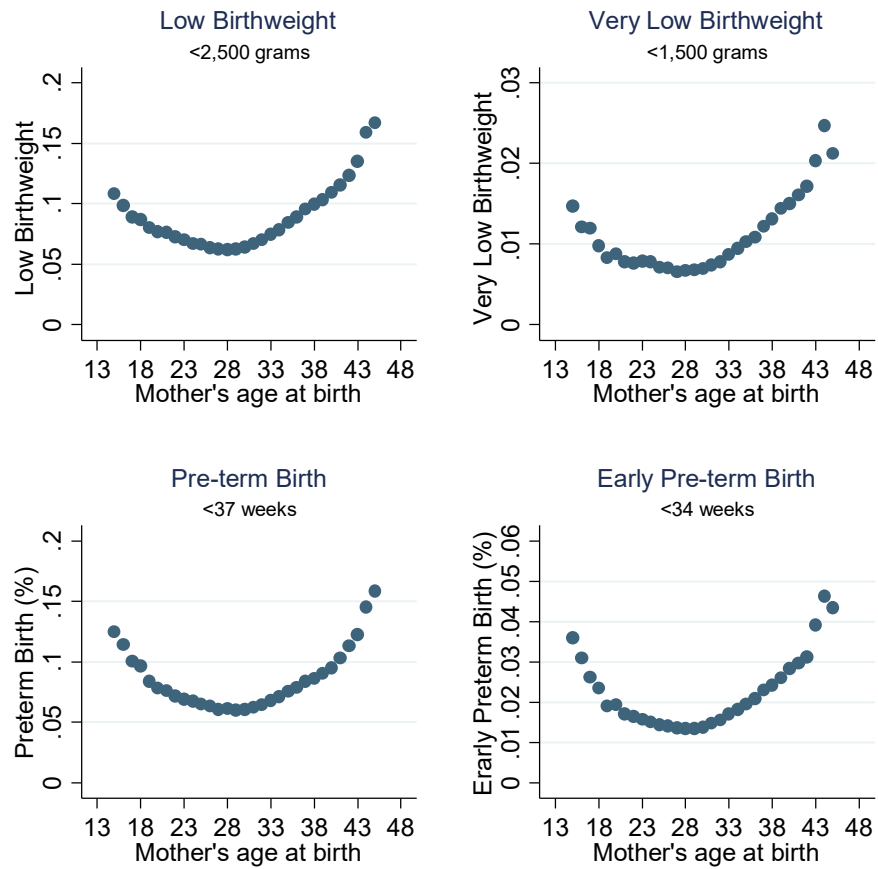 Low Birthweight
<2,500 grams
Low Birthweight
0 .05 .1 .15 .2
13 18 23 28 33 38 43 48
Mother's age at birth
Very Low Birthweight
<1,500 grams
Very Low Birthweight
0 .01 .02 .03
13 18 23 28 33 38 43 48
Mother's age at birth
Pre-term Birth
<37 weeks
Preterm Birth (%)
0 .05 .1 .15 .2
13 18 23 28 33 38 43 48
Mother's age at birth
Early Pre-term Birth
<34 weeks
Erarly Preterm Birth (%)
0 .01 .02 .03 .04 .05 .06
13 18 23 28 33 38 43 48
Mother's age at birth